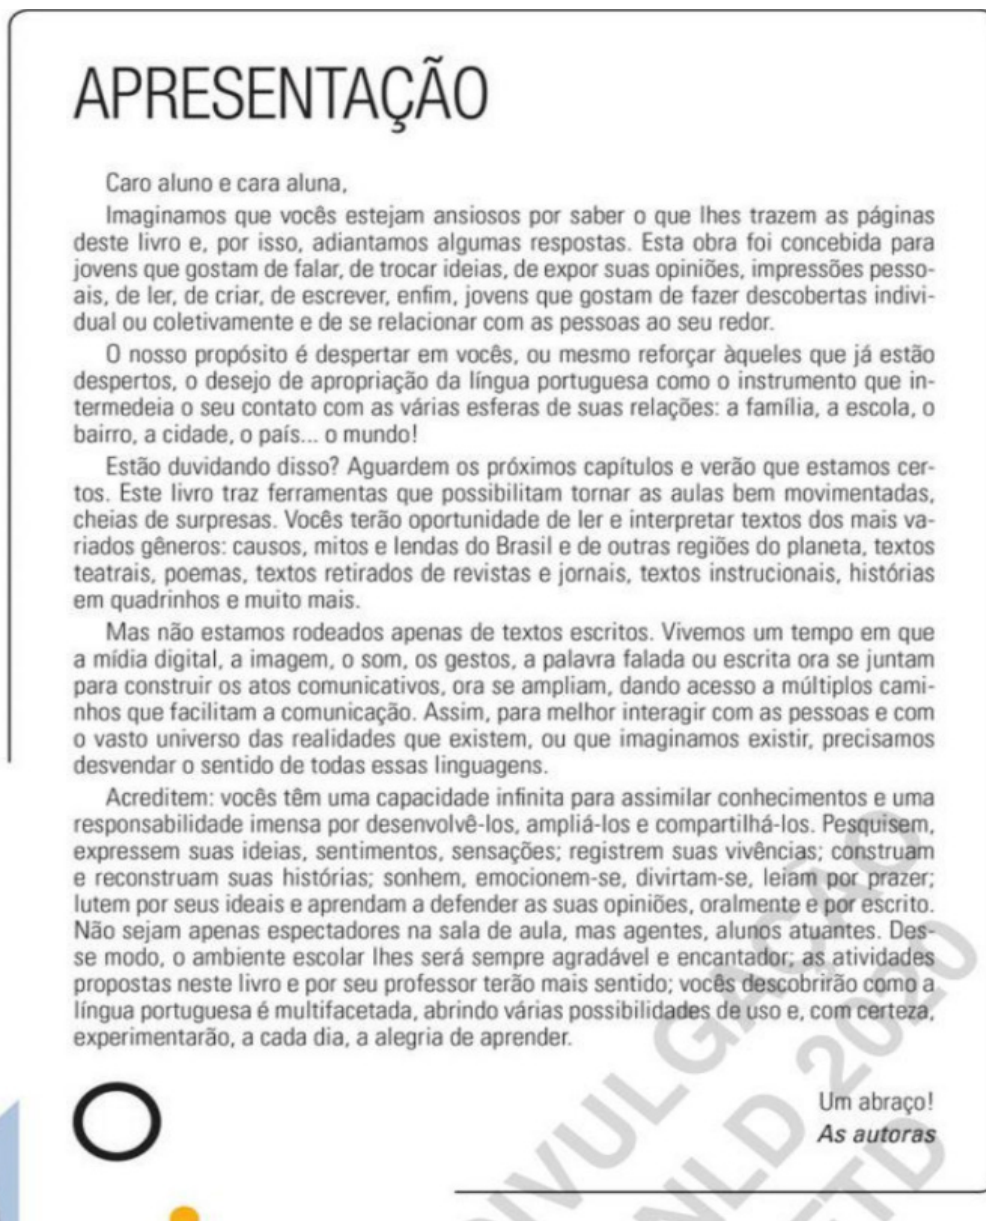 APRESENTAÇÃO
Caro aluno e cara aluna,
Imaginamos que vocês estejam ansiosos por saber o que lhes trazem as páginas
deste livro e, por isso, adiantamos algumas respostas. Esta obra foi concebida para
jovens que gostam de falar, de trocar ideias, de expor suas opiniões, impressões pesso-
ais, de ler, de criar, de escrever, enfim, jovens que gostam de fazer descobertas indivi-
dual ou coletivamente e de se relacionar com as pessoas ao seu redor.
O nosso propósito é despertar em vocês, ou mesmo reforçar àqueles que já estão
despertos, o desejo de apropriação da língua portuguesa como o instrumento que in-
termedeia o seu contato com as várias esferas de suas relações: a família, a escola, o
bairro, a cidade, o país... o mundo!
Estão duvidando disso? Aguardem os próximos capítulos e verão que estamos cer-
tos. Este livro traz ferramentas que possibilitam tornar as aulas bem movimentadas,
cheias de surpresas. Vocês terão oportunidade de ler e interpretar textos dos mais va-
riados gêneros: causos, mitos e lendas do Brasil e de outras regiões do planeta, textos
teatrais, poemas, textos retirados de revistas e jornais, textos instrucionais, histórias
em quadrinhos e muito mais.
Mas não estamos rodeados apenas de textos escritos. Vivemos um tempo em que
a mídia digital, a imagem, o som, os gestos, a palavra falada ou escrita ora se juntam
para construir os atos comunicativos, ora se ampliam, dando acesso a múltiplos cami-
nhos que facilitam a comunicação. Assim, para melhor interagir com as pessoas e com
o vasto universo das realidades que existem, ou que imaginamos existir, precisamos
desvendar o sentido de todas essas linguagens.
Acreditem: vocês têm uma capacidade infinita para assimilar conhecimentos e uma
responsabilidade imensa por desenvolvê-los, ampliá-los e compartilhá-los. Pesquisem,
expressem suas ideias, sentimentos, sensações; registrem suas vivências; construam
e reconstruam suas histórias; sonhem, emocionem-se, divirtam-se, leiam por prazer;
lutem por seus ideais e aprendam a defender as suas opiniões, oralmente e por escrito.
Não sejam apenas espectadores na sala de aula, mas agentes, alunos atuantes. Des-
se modo, o ambiente escolar lhes será sempre agradável e encantador; as atividades
propostas neste livro e por seu professor terão mais sentido; vocês descobrirão como a
língua portuguesa é multifacetada, abrindo várias possibilidades de uso e, com certeza,
experimentarão, a cada dia, a alegria de aprender.
Um abraço!
As autoras
DIVULGAÇÃO
PNLD 2020
FTD